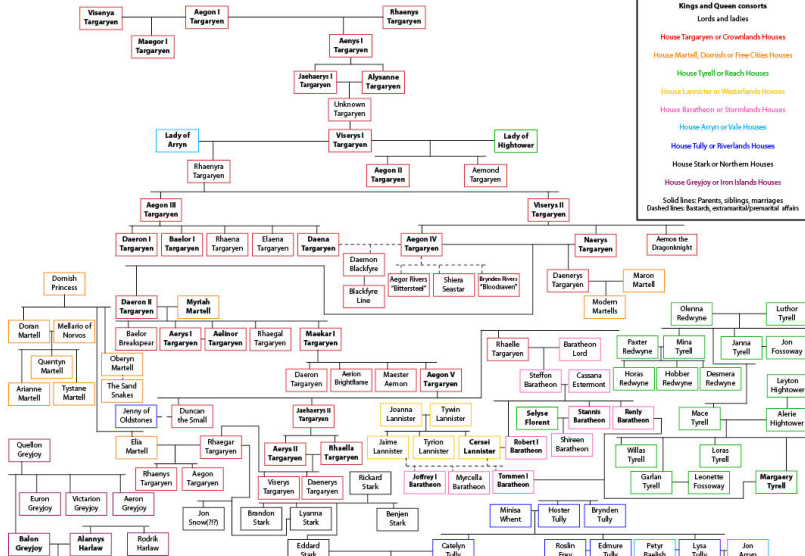 Visenya
Targaryen
Aegon I
Targaryen
Rhaenys
Targaryen
Maegor I
Targaryen
Aenys I
Targaryen
Jaehaerys I
Targaryen
Alysanne
Targaryen
Unknown
Targaryen
Lady of
Arryn
Viserys I
Targaryen
Lady of
Hightower
Rhaenyra
Targaryen
Aegon II
Targaryen
Aemond
Targaryen
Kings and Queen consorts
Lords and ladies
House Targaryen or Crownlands Houses
House Martell, Dornish or Free Cities Houses
House Tyrell or Reach Houses
House Lannister or Westerlands Houses
House Baratheon or Stormlands Houses
House Arryn or Vale Houses
House Tully or Riverlands Houses
House Stark or Northern Houses
House Greyjoy or Iron Islands Houses
Solid lines: Parents, siblings, marriages
Dashed lines: Bastards, extramarital/premarital affairs
Aegon III
Targaryen
Viserys II
Targaryen
Daeron I
Targaryen
Baelor I
Targaryen
Rhaena
Targaryen
Elaena
Targaryen
Daena
Targaryen
Aegon IV
Targaryen
Naerys
Targaryen
Aemos the
Dragonknight
Daemon
Blackfyre
Blackfyre
Line
Aegor Rivers
"Bittersteel"
Shiera
Seastar
Brynden Rivers
"Bloodraven"
Daenerys
Targaryen
Maron
Martell
Modern
Martells
Dornish
Princess
Daeron II
Targaryen
Myriah
Martell
Doran
Martell
Mellario of
Norvos
Baelor
Breakspear
Aerys I
Targaryen
Aelinor
Targaryen
Rhaegal
Targaryen
Maekar I
Targaryen
Quentyn
Martell
Oberyn
Martell
Arianne
Martell
Tystane
Martell
The Sand
Snakes
Daeron
Targaryen
Aerion
Brightflame
Maester
Aemon
Aegon V
Targaryen
Rhaelle
Targaryen
Baratheon
Lord
Steffon
Baratheon
Cassana
Estermont
Olenna
Redwyne
Luthor
Tyrell
Paxter
Redwyne
Mina
Tyrell
Janna
Tyrell
Jon
Fossoway
Horas
Redwyne
Hobber
Redwyne
Desmera
Redwyne
Leyton
Hightower
Mace
Tyrell
Alerie
Hightower
Jenny of
Oldstones
Duncan
the Small
Jaehaerys II
Targaryen
Joanna
Lannister
Tywin
Lannister
Selyse
Florent
Stannis
Baratheon
Renly
Baratheon
Elia
Martell
Rhaegar
Targaryen
Aerys II
Targaryen
Rhaella
Targaryen
Jaime
Lannister
Tyrion
Lannister
Cersei
Lannister
Robert I
Baratheon
Shireen
Baratheon
Willas
Tyrell
Loras
Tyrell
Garlan
Tyrell
Leonette
Fossoway
Margaery
Tyrell
Quellon
Greyjoy
Rhaenys
Targaryen
Aegon
Targaryen
Viserys
Targaryen
Daenerys
Targaryen
Rickard
Stark
Joffrey I
Baratheon
Myrcella
Baratheon
Tommen I
Baratheon
Euron
Greyjoy
Victarion
Greyjoy
Aeron
Greyjoy
Jon
Snow(???)
Brandon
Stark
Lyanna
Stark
Benjen
Stark
Minisa
Whent
Hoster
Tully
Brynden
Tully
Balon
Greyjoy
Alannys
Harlaw
Rodrik
Harlaw
Eddard
Stark
Catelyn
Tully
Roslin
Frey
Edmure
Tully
Petyr
Baelish
Lysa
Tully
Jon
Arryn